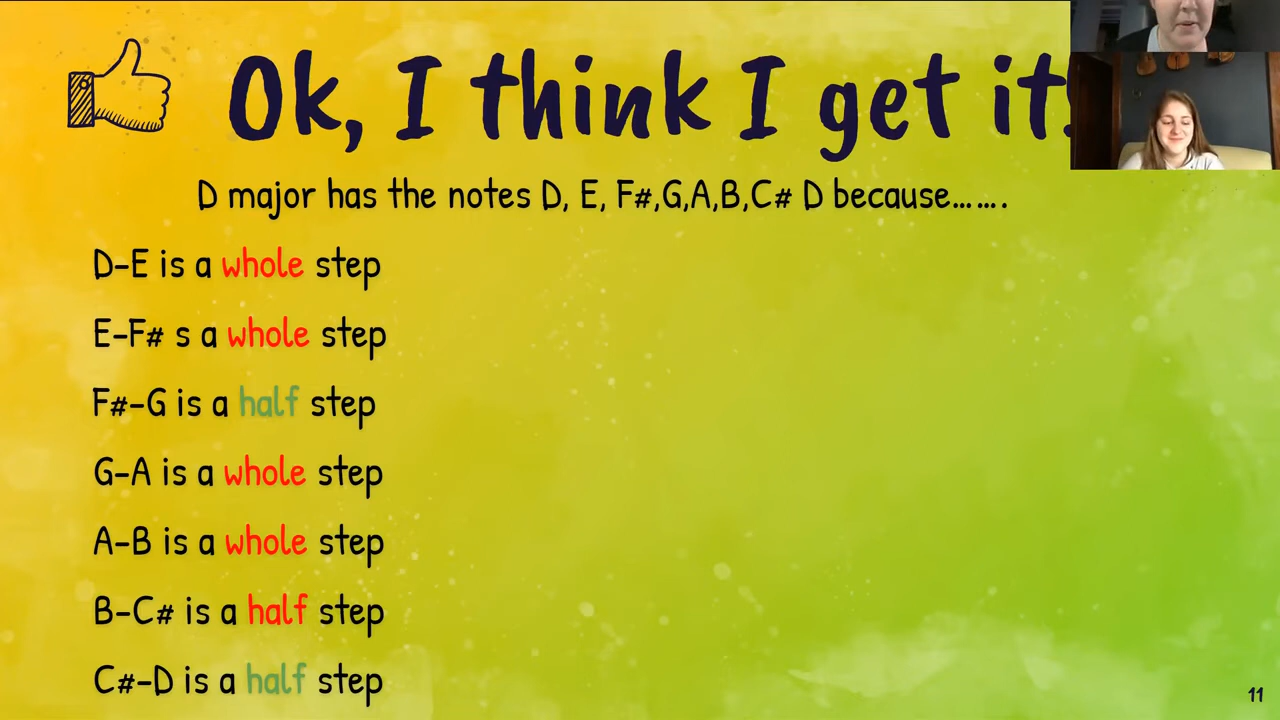 Ok, I think I get it!
D major has the notes D, E, F#,G,A,B,C# D because…….
D-E is a whole step
E-F# s a whole step
F#-G is a half step
G-A is a whole step
A-B is a whole step
B-C# is a half step
C#-D is a half step
11